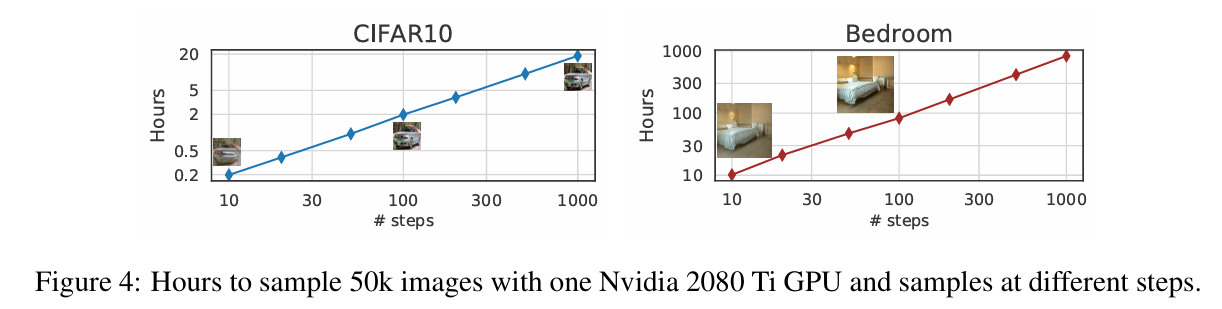 CIFAR10
Hours
20
5
2
0.5
0.2
10 30 100 300 1000
# steps
Bedroom
Hours
1000
300
100
30
10
10 30 100 300 1000
# steps
Figure 4: Hours to sample 50k images with one Nvidia 2080 Ti GPU and samples at different steps.